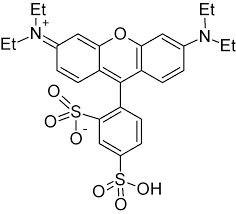 Et Et
Et N+ O N Et
S O
O
O-
O S OH
O